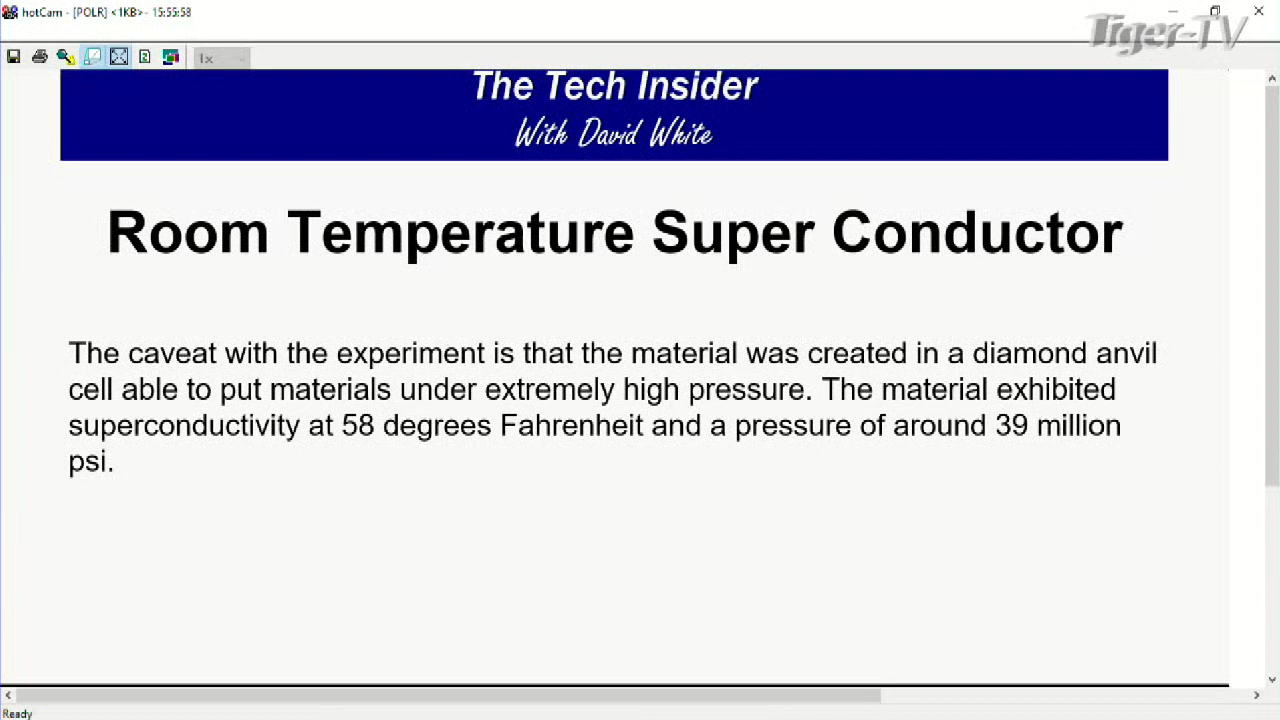 hotCam - [POLR] <1KB>- 15:55:58
Tiger-TV
1x
The Tech Insider
With David White
Room Temperature Super Conductor
The caveat with the experiment is that the material was created in a diamond anvil
cell able to put materials under extremely high pressure. The material exhibited
superconductivity at 58 degrees Fahrenheit and a pressure of around 39 million
psi.
Ready